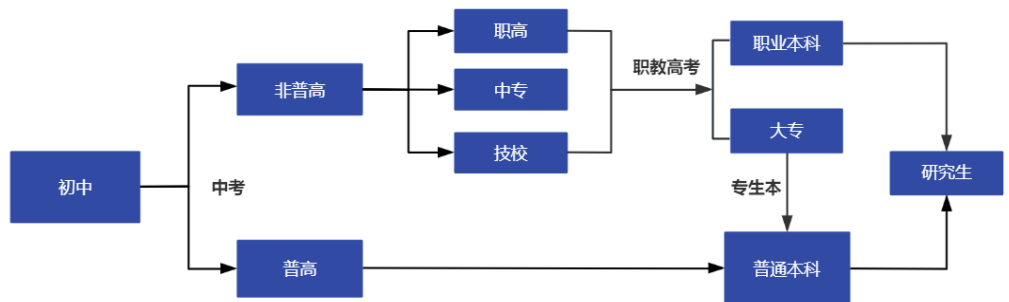 职高
职业本科
职教高考
非普高
中专
大专
技校
初中
中考
专生本
研究生
普高
普通本科